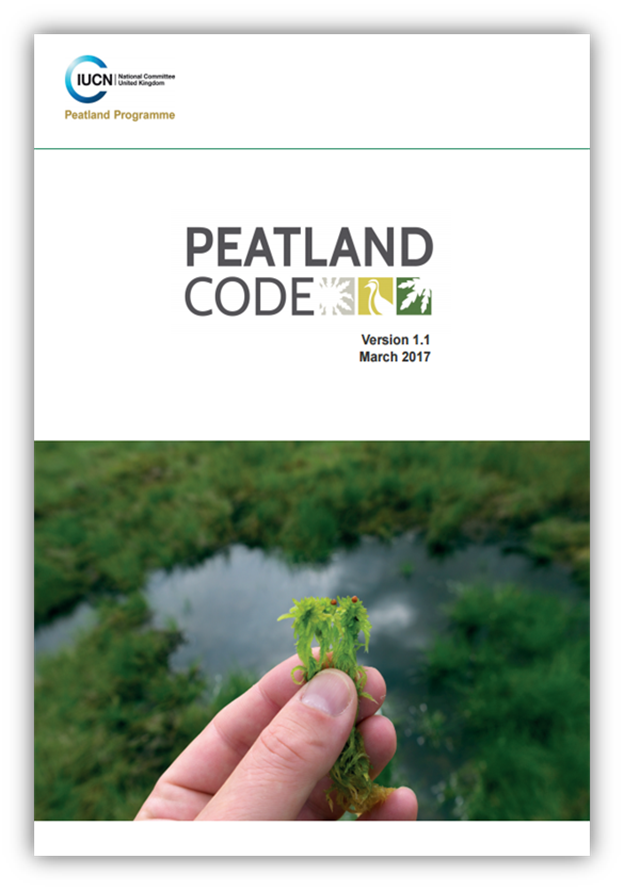 IUCN National Committee
United Kingdom
Peatland Programme
PEATLAND
CODE
Version 1.1
March 2017